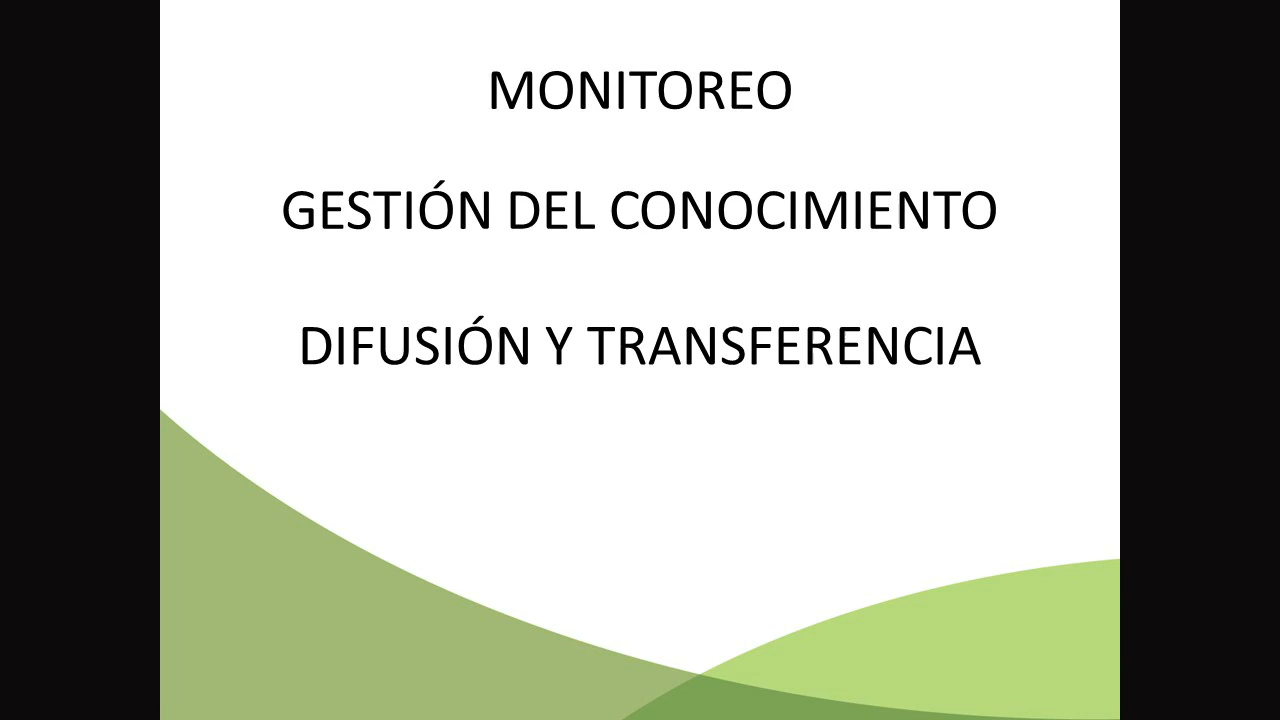 MONITOREO
GESTIÓN DEL CONOCIMIENTO
DIFUSIÓN Y TRANSFERENCIA